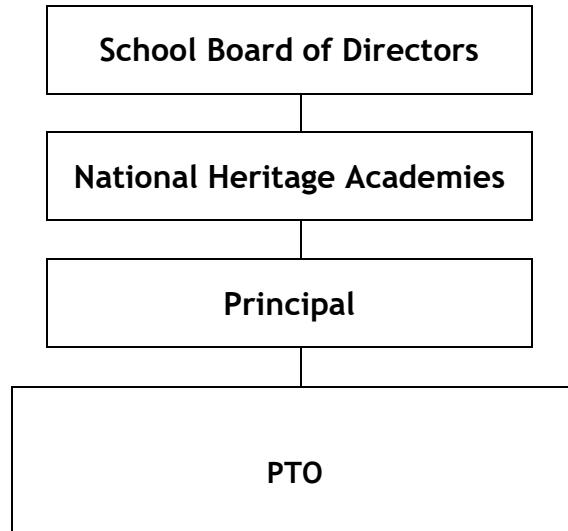 School Board of Directors
National Heritage Academies
Principal
PTO